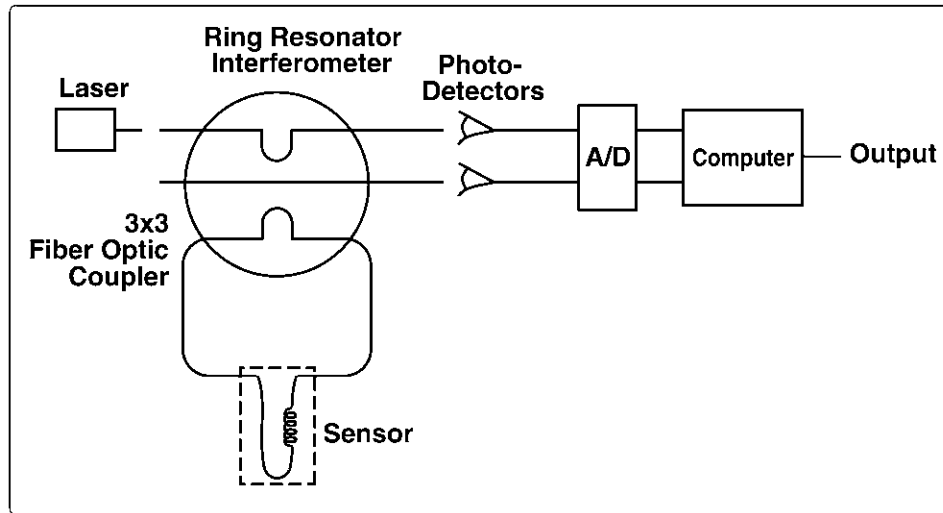 Ring Resonator
Interferometer
Laser
Photo-
Detectors
A/D
Computer
Output
3x3
Fiber Optic
Coupler
Sensor